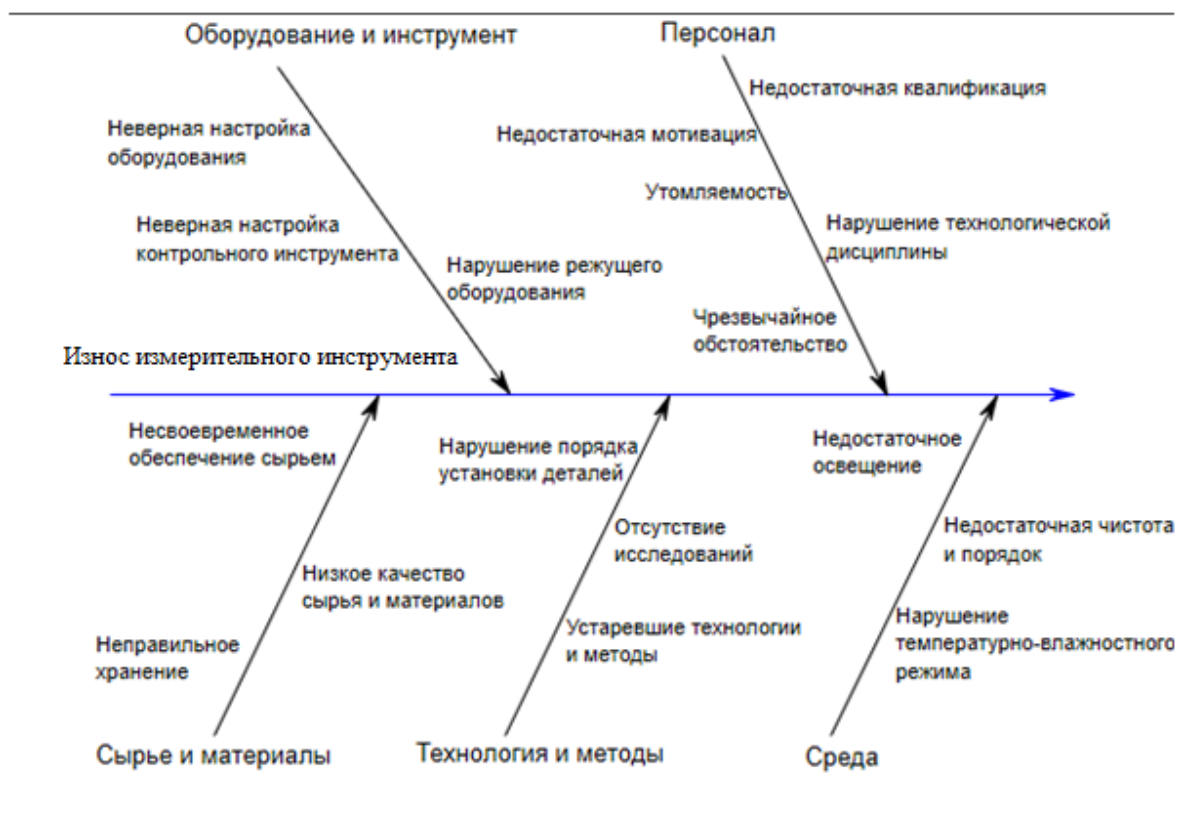 Оборудование и инструмент
Персонал
Недостаточная квалификация
Неверная настройка
оборудования
Недостаточная мотивация
Утомляемость
Неверная настройка
контрольного инструмента
Нарушение технологической
дисциплины
Нарушение режущего
оборудования
Чрезвычайное
обстоятельство
Износ измерительного инструмента
Несвоевременное
обеспечение сырьем
Нарушение порядка
установки деталей
Недостаточное
освещение
Отсутствие
исследований
Недостаточная чистота
и порядок
Низкое качество
сырья и материалов
Устаревшие технологии
и методы
Нарушение
температурно-влажностного
режима
Неправильное
хранение
Сырье и материалы
Технология и методы
Среда